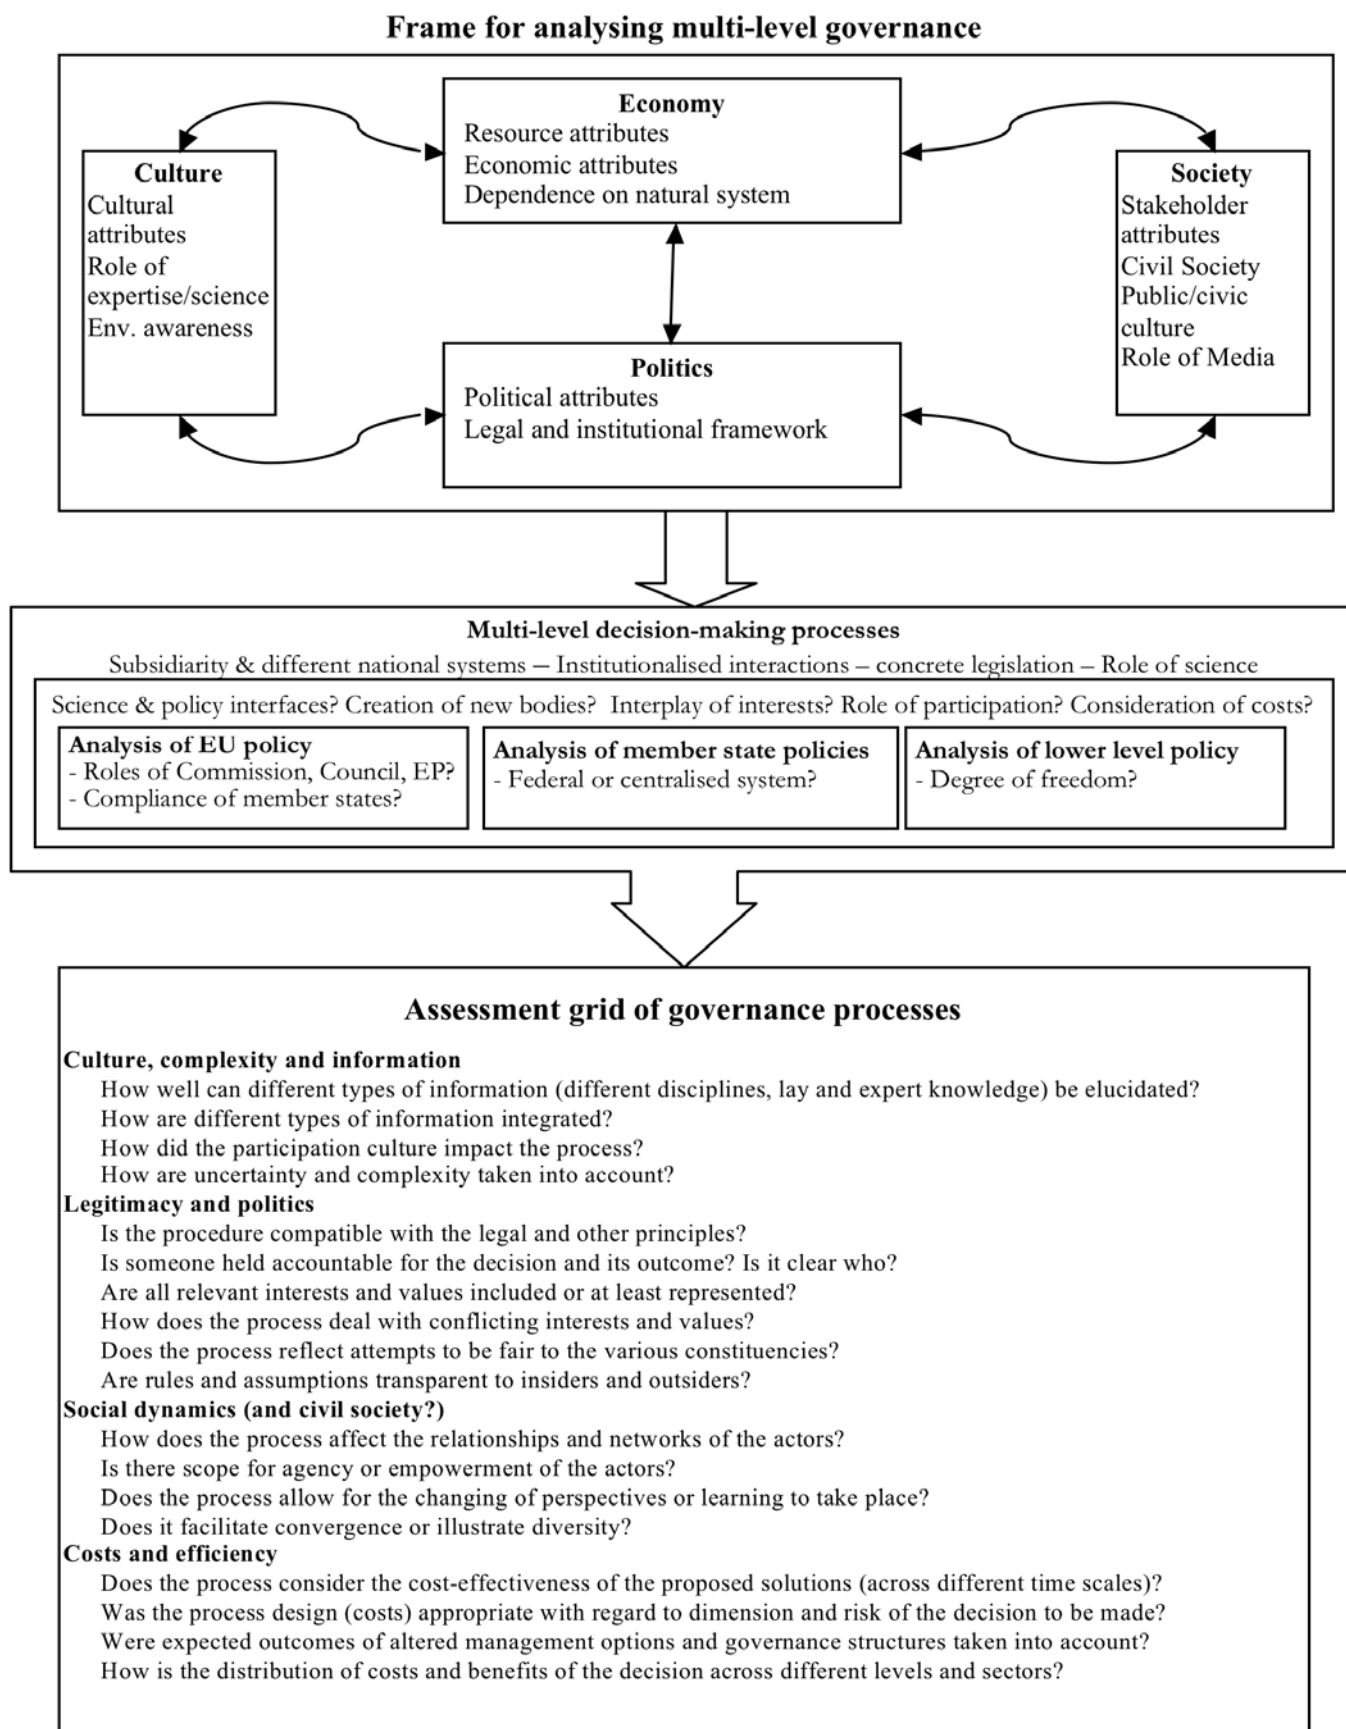 Frame for analysing multi-level governance
Economy
Resource attributes
Economic attributes
Dependence on natural system
Culture
Cultural
attributes
Role of
expertise/science
Env. awareness
Society
Stakeholder
attributes
Civil Society
Public/civic
culture
Role of Media
Politics
Political attributes
Legal and institutional framework
Multi-level decision-making processes
Subsidiarity & different national systems – Institutionalised interactions – concrete legislation – Role of science
Science & policy interfaces? Creation of new bodies? Interplay of interests? Role of participation? Consideration of costs?
Analysis of EU policy
- Roles of Commission, Council, EP?
- Compliance of member states?
Analysis of member state policies
- Federal or centralised system?
Analysis of lower level policy
- Degree of freedom?
Assessment grid of governance processes
Culture, complexity and information
How well can different types of information (different disciplines, lay and expert knowledge) be elucidated?
How are different types of information integrated?
How did the participation culture impact the process?
How are uncertainty and complexity taken into account?
Legitimacy and politics
Is the procedure compatible with the legal and other principles?
Is someone held accountable for the decision and its outcome? Is it clear who?
Are all relevant interests and values included or at least represented?
How does the process deal with conflicting interests and values?
Does the process reflect attempts to be fair to the various constituencies?
Are rules and assumptions transparent to insiders and outsiders?
Social dynamics (and civil society?)
How does the process affect the relationships and networks of the actors?
Is there scope for agency or empowerment of the actors?
Does the process allow for the changing of perspectives or learning to take place?
Does it facilitate convergence or illustrate diversity?
Costs and efficiency
Does the process consider the cost-effectiveness of the proposed solutions (across different time scales)?
Was the process design (costs) appropriate with regard to dimension and risk of the decision to be made?
Were expected outcomes of altered management options and governance structures taken into account?
How is the distribution of costs and benefits of the decision across different levels and sectors?